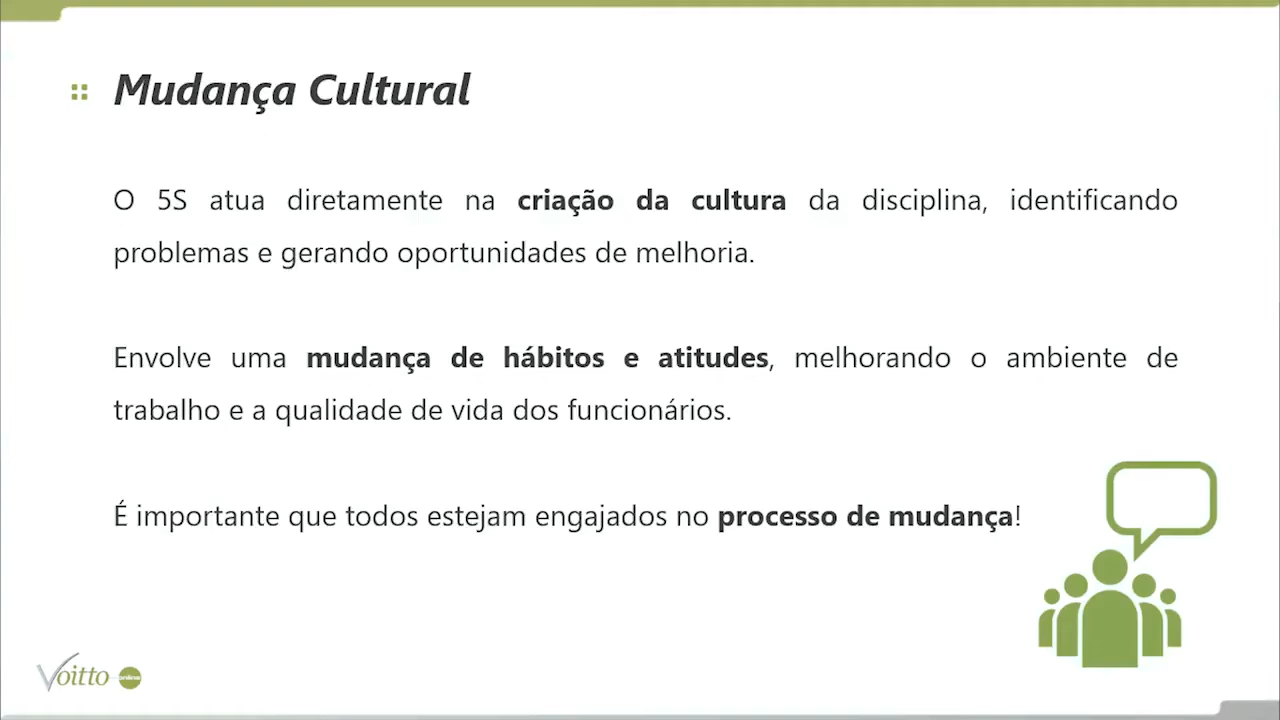 Mudança Cultural
O 5S atua diretamente na criação da cultura da disciplina, identificando
problemas e gerando oportunidades de melhoria.
Envolve uma mudança de hábitos e atitudes, melhorando o ambiente de
trabalho e a qualidade de vida dos funcionários.
É importante que todos estejam engajados no processo de mudança!
Voitto online